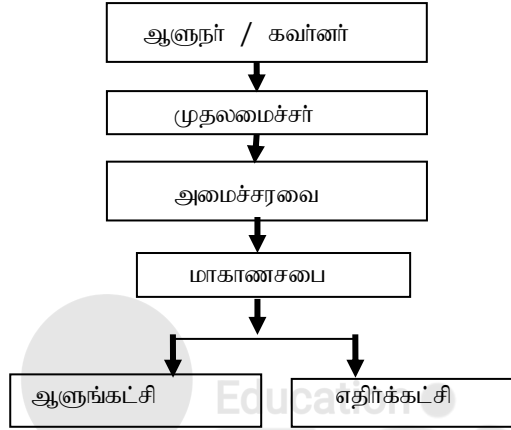 ஆளுநர் / கவர்னர்
முதலமைச்சர்
அமைச்சரவை
மாகாணசபை
ஆளுங்கட்சி
எதிர்க்கட்சி
Education